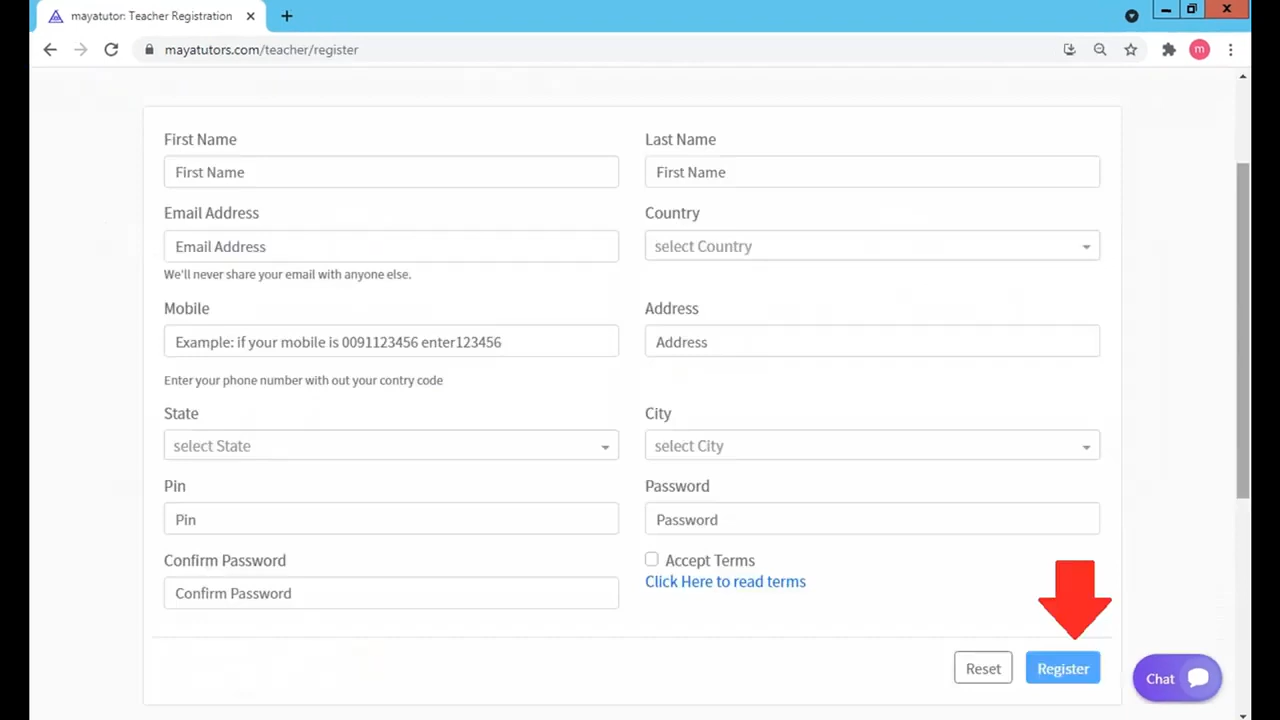 mayatutor: Teacher Registration
mayatutors.com/teacher/register
m
First Name
Last Name
First Name
First Name
Email Address
Country
Email Address
select Country
We'll never share your email with anyone else.
Mobile
Address
Example: if your mobile is 0091123456 enter123456
Address
Enter your phone number with out your contry code
State
City
select State
select City
Pin
Password
Pin
Password
Confirm Password
Accept Terms
Click Here to read terms
Confirm Password
Reset
Register
Chat